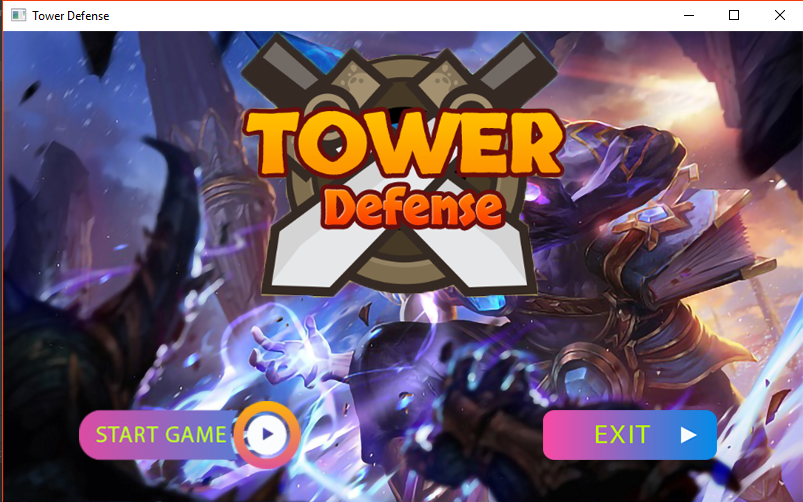 Tower Defense
TOWER
Defense
START GAME
EXIT